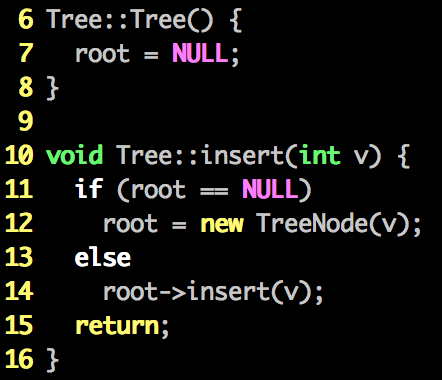 6 Tree::Tree() {
7   root = NULL;
8 }
9
10 void Tree::insert(int v) {
11   if (root == NULL)
12     root = new TreeNode(v);
13   else
14     root->insert(v);
15   return;
16 }